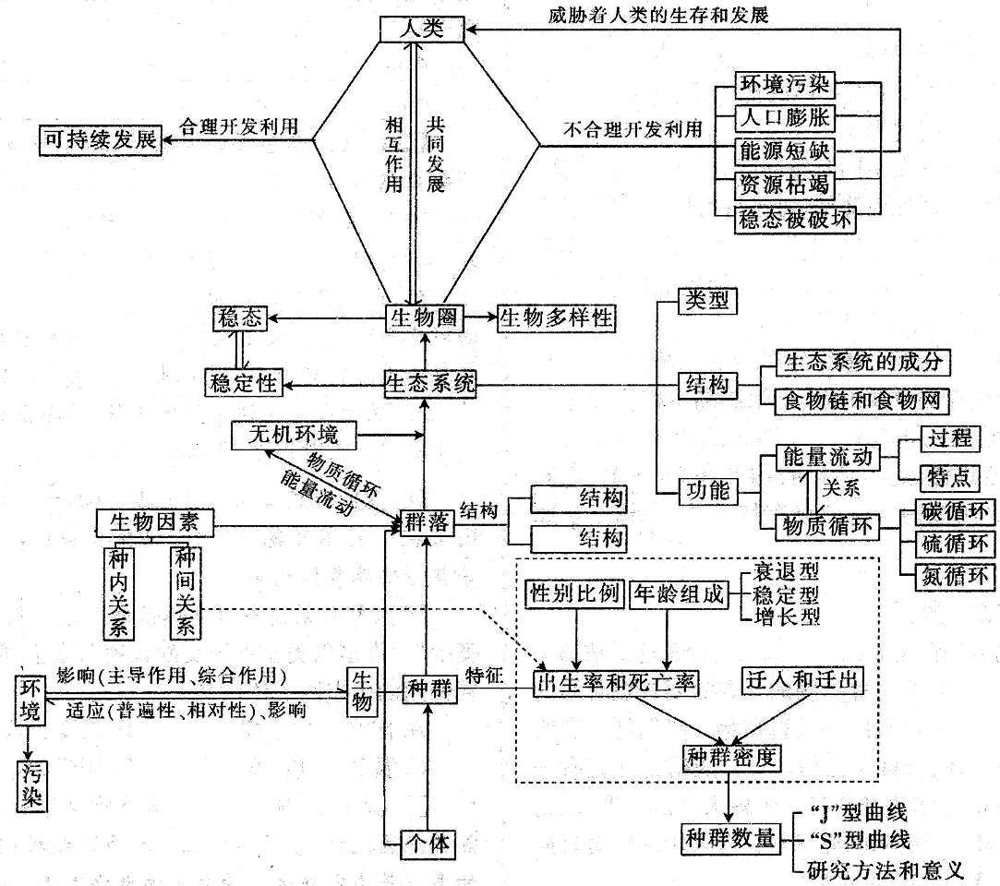 威胁着人类的生存和发展
人类
环境污染
人口膨胀
合理开发利用
相互作用
共同发展
不合理开发利用
可持续发展
能源短缺
资源枯竭
稳态被破坏
类型
稳态
生物圈
生物多样性
生态系统的成分
稳定性
生态系统
结构
食物链和食物网
无机环境
物质循环
能量流动
能量流动
过程
特点
功能
关系
结构
结构
结构
生物因素
群落
物质循环
碳循环
硫循环
氮循环
种内关系
种间关系
性别比例
年龄组成
衰退型
稳定型
增长型
影响(主导作用、综合作用)
环境
生物
种群
特征
出生率和死亡率
迁入和迁出
适应(普遍性、相对性)、影响
种群密度
污染
个体
种群数量
“J”型曲线
“S”型曲线
研究方法和意义